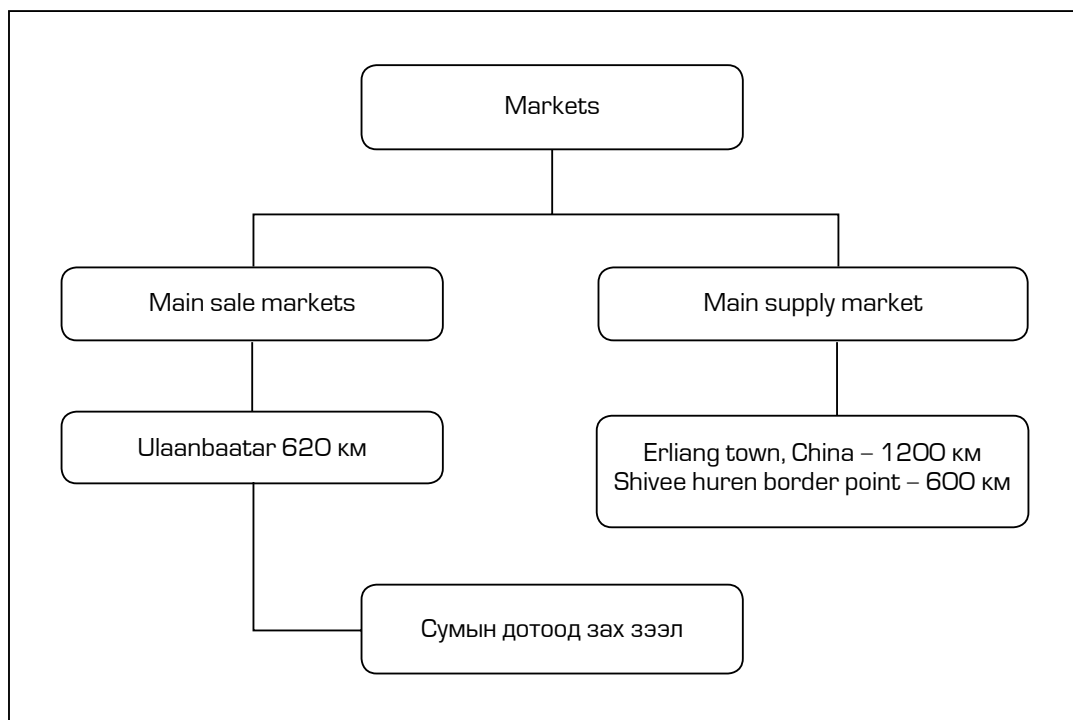 Markets
Main sale markets
Main supply market
Ulaanbaatar 620 км
Erliang town, China – 1200 км
Shivee huren border point – 600 км
Сумын дотоод зах зээл